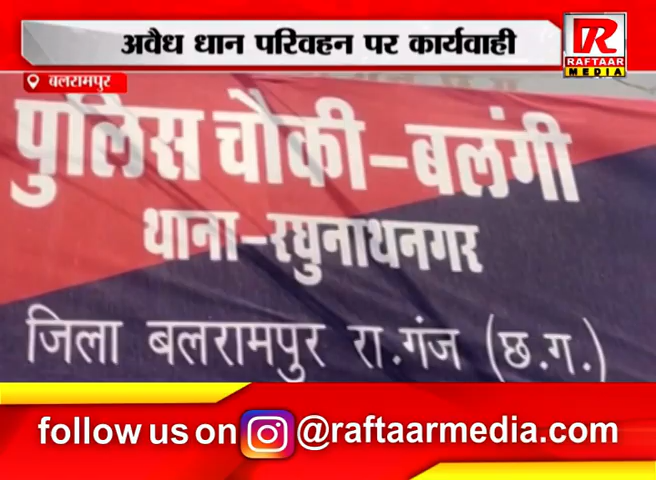 अवैध धान परिवहन पर कार्यवाही
R
RAFTAAR
MEDIA
बलरामपुर
पुलिस चौकी-बलंगी
थाना-रघुनाथनगर
जिला बलरामपुर रा.गंज (छ.ग.)
follow us on @raftaarmedia.com